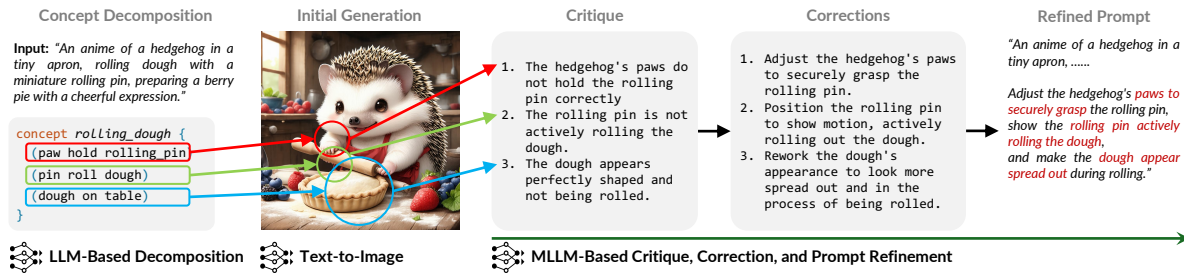 Concept Decomposition
Input: "An anime of a hedgehog in a
tiny apron, rolling dough with a
miniature rolling pin, preparing a berry
pie with a cheerful expression."
concept rolling_dough {
(paw hold rolling_pin
(pin roll dough)
(dough on table)
}
LLM-Based Decomposition
Initial Generation
Text-to-Image
Critique
1. The hedgehog's paws do
not hold the rolling
pin correctly
2. The rolling pin is not
actively rolling the
dough.
3. The dough appears
perfectly shaped and
not being rolled.
Corrections
1. Adjust the hedgehog's paws
to securely grasp the
rolling pin.
2. Position the rolling pin
to show motion, actively
rolling out the dough.
3. Rework the dough's
appearance to look more
spread out and in the
process of being rolled.
Refined Prompt
"An anime of a hedgehog in a
tiny apron, ......
Adjust the hedgehog's paws to
securely grasp the rolling pin,
show the rolling pin actively
rolling the dough,
and make the dough appear
spread out during rolling."
MLLM-Based Critique, Correction, and Prompt Refinement